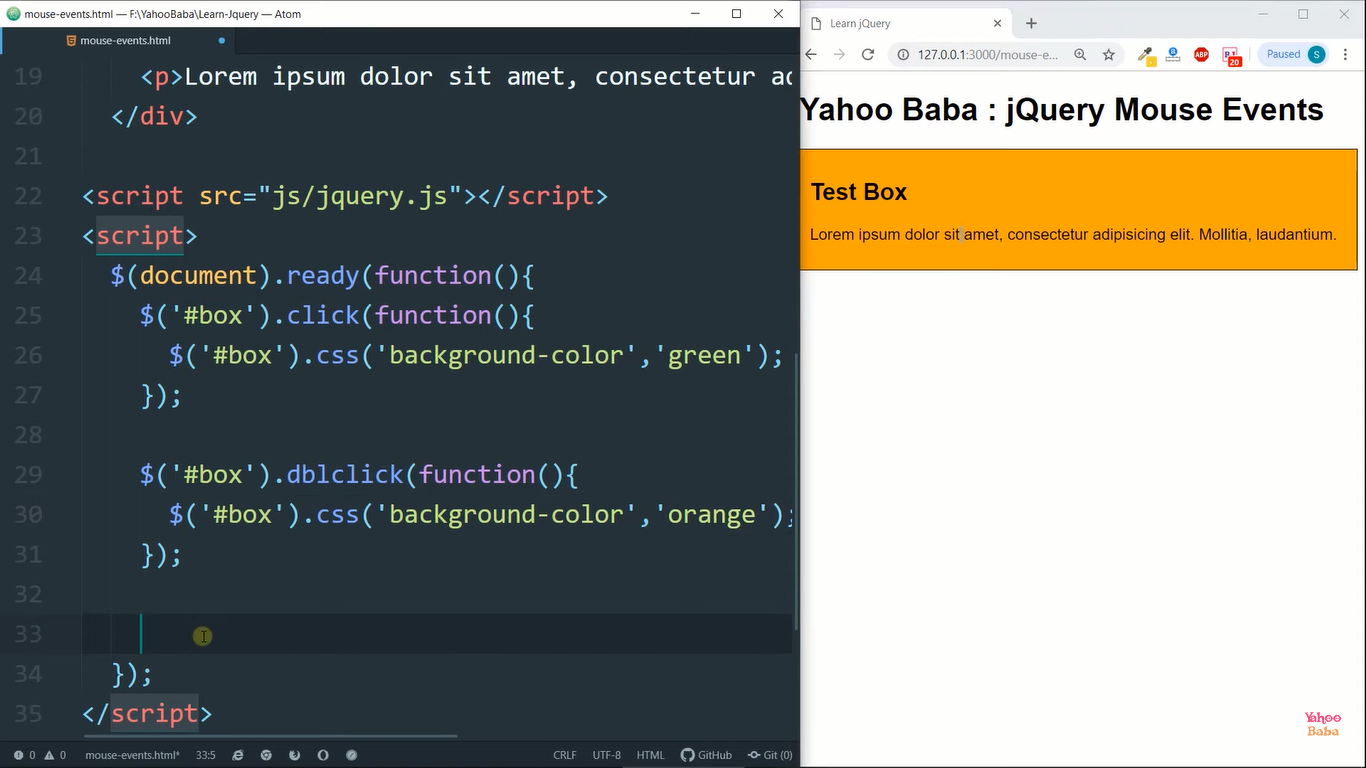 mouse-events.html — F:\YahooBaba\Learn-Jquery — Atom
mouse-events.html
19 <p>Lorem ipsum dolor sit amet, consectetur ad
20 </div>
21
22 <script src="js/jquery.js"></script>
23 <script>
24 $(document).ready(function(){
25 $('#box').click(function(){
26 $('#box').css('background-color','green');
27 });
28
29 $('#box').dblclick(function(){
30 $('#box').css('background-color','orange');
31 });
32
33
34 });
35 </script>
0 0 mouse-events.html* 33:5 CRLF UTF-8 HTML GitHub Git (0)
Learn jQuery
127.0.0.1:3000/mouse-e... ABP 20 Paused S
Yahoo Baba : jQuery Mouse Events
Test Box
Lorem ipsum dolor sit amet, consectetur adipisicing elit. Mollitia, laudantium.
Yahoo
Baba